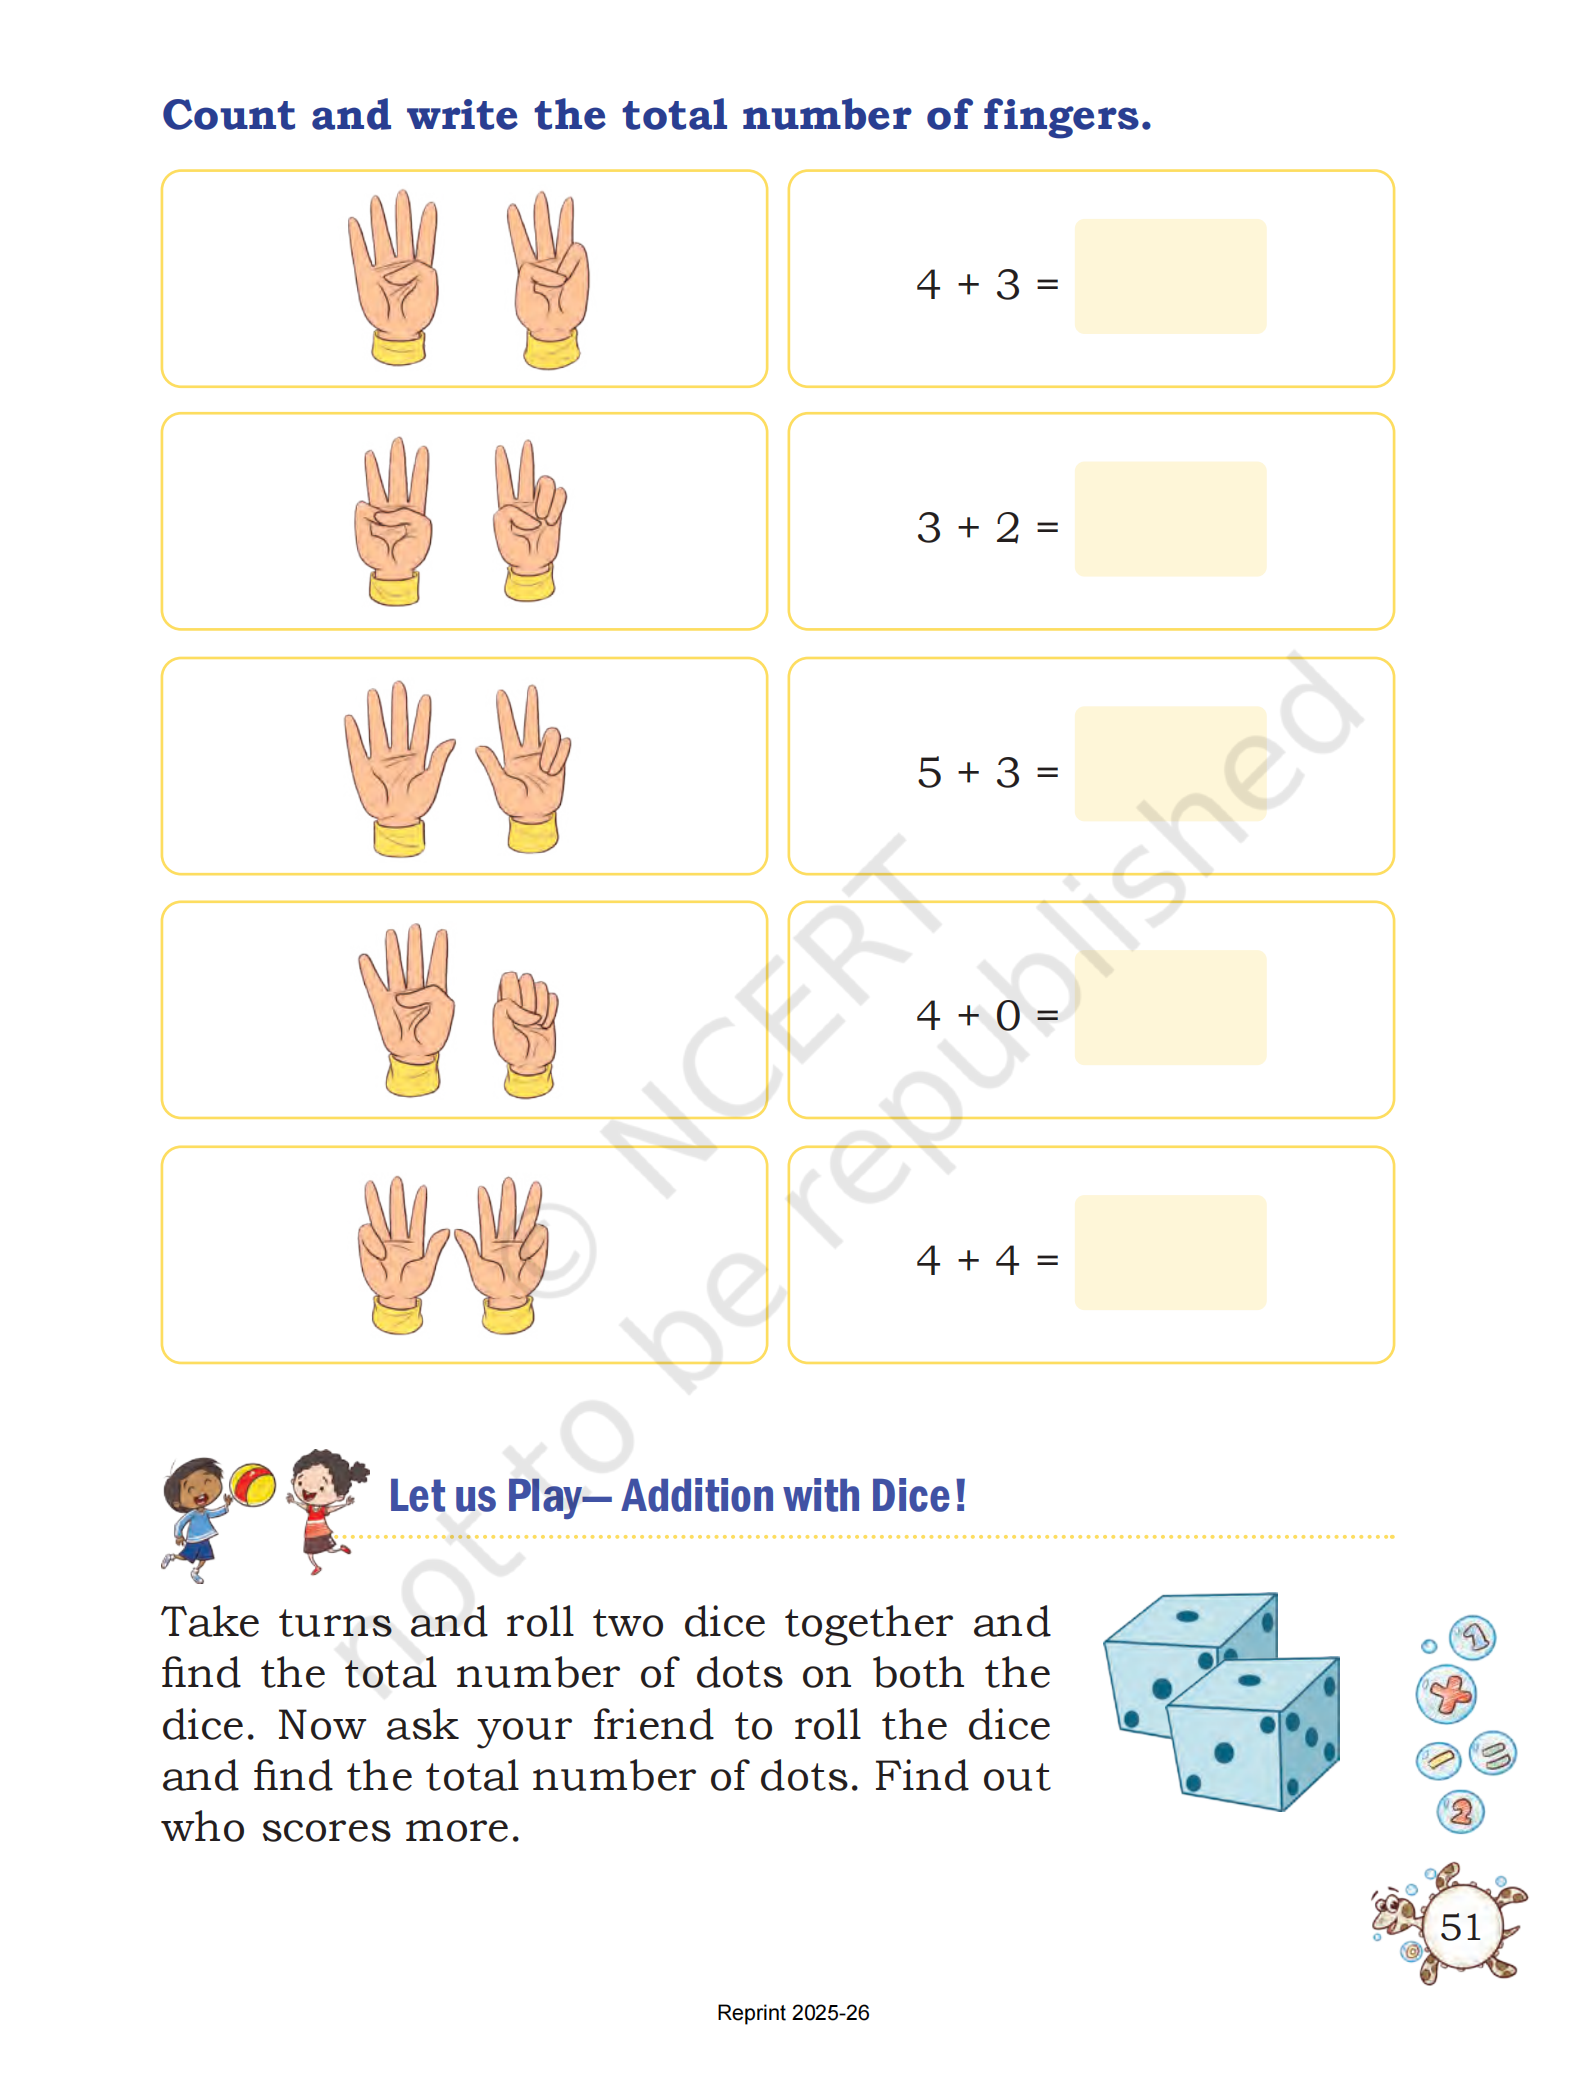 Count and write the total number of fingers.
4 + 3 =
3 + 2 =
5 + 3 =
4 + 0 =
4 + 4 =
© NCERT
not to be republished
Let us Play— Addition with Dice!
Take turns and roll two dice together and
find the total number of dots on both the
dice. Now ask your friend to roll the dice
and find the total number of dots. Find out
who scores more.
1
+
−
=
2
51
Reprint 2025-26